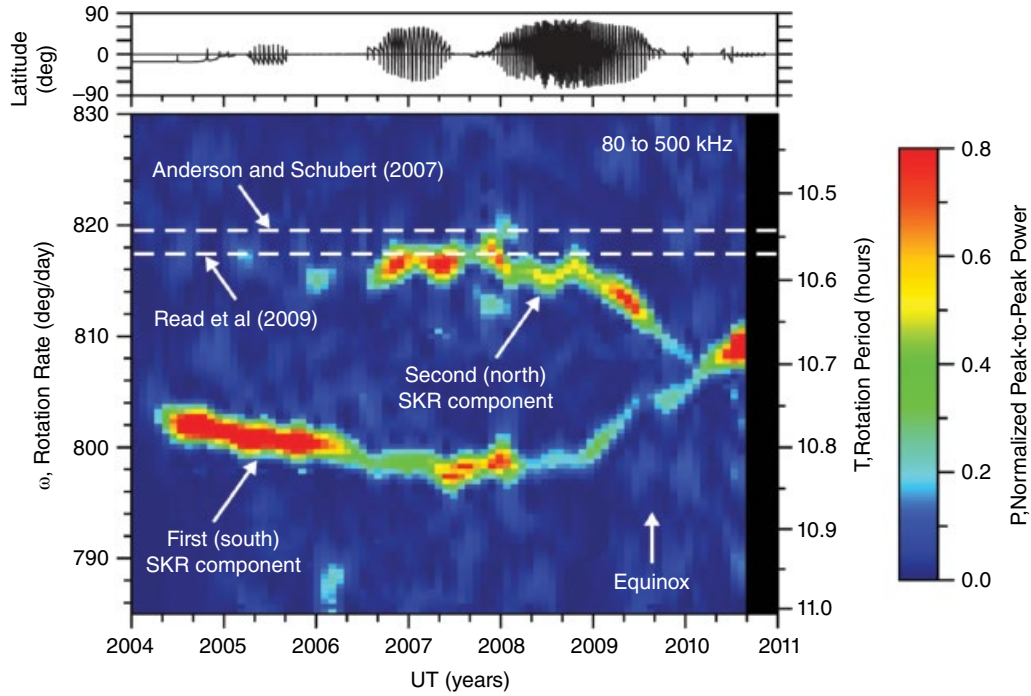 90
0
−90
Latitude
(deg)
830
820
810
800
790
ω, Rotation Rate (deg/day)
80 to 500 kHz
Anderson and Schubert (2007)
Read et al (2009)
Second (north)
SKR component
First (south)
SKR component
Equinox
10.5
10.6
10.7
10.8
10.9
11.0
T,Rotation Period (hours)
0.8
0.6
0.4
0.2
0.0
P,Normalized Peak-to-Peak Power
2004 2005 2006 2007 2008 2009 2010 2011
UT (years)